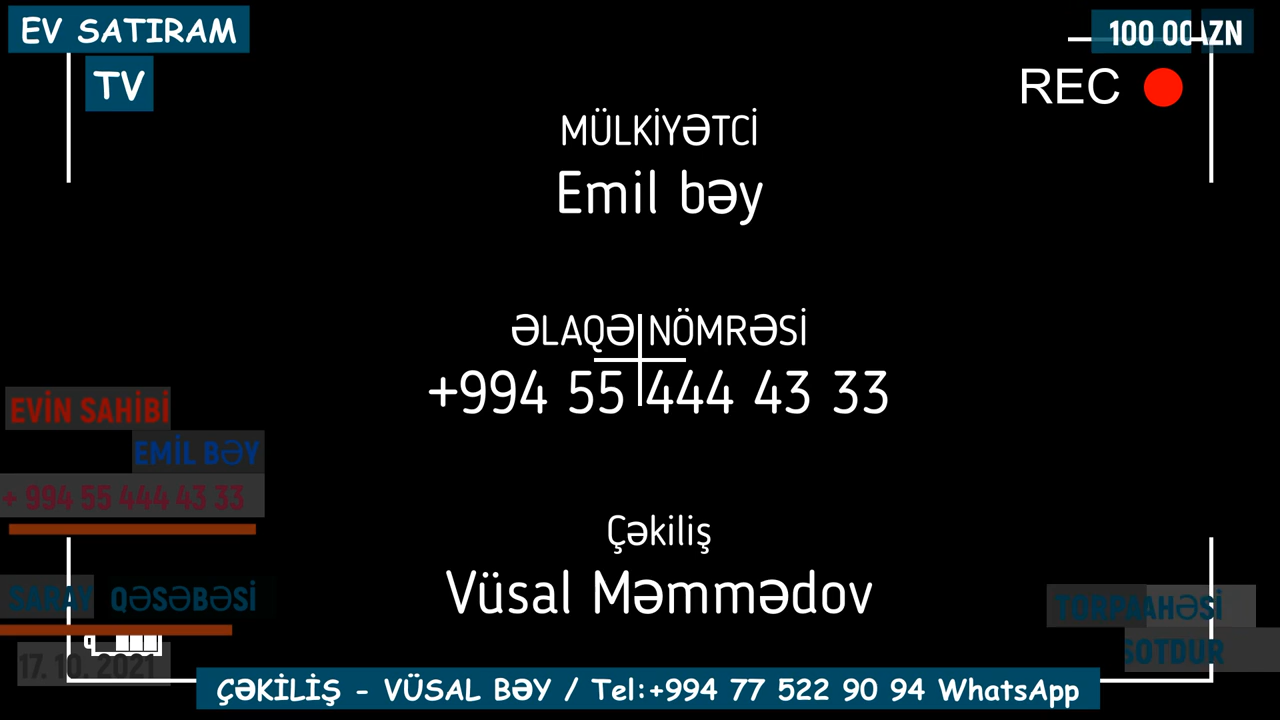 EV SATIRAM
TV
100 00 AZN
REC
MÜLKİYƏTCİ
Emil bəy
ƏLAQƏ NÖMRƏSİ
+994 55 444 43 33
EVİN SAHİBİ
EMİL BƏY
+ 994 55 444 43 33
Çəkiliş
Vüsal Məmmədov
SARAY QƏSƏBƏSİ
17. 10. 2021
SOTDUR
ÇƏKİLİŞ - VÜSAL BƏY / Tel:+994 77 522 90 94 WhatsApp